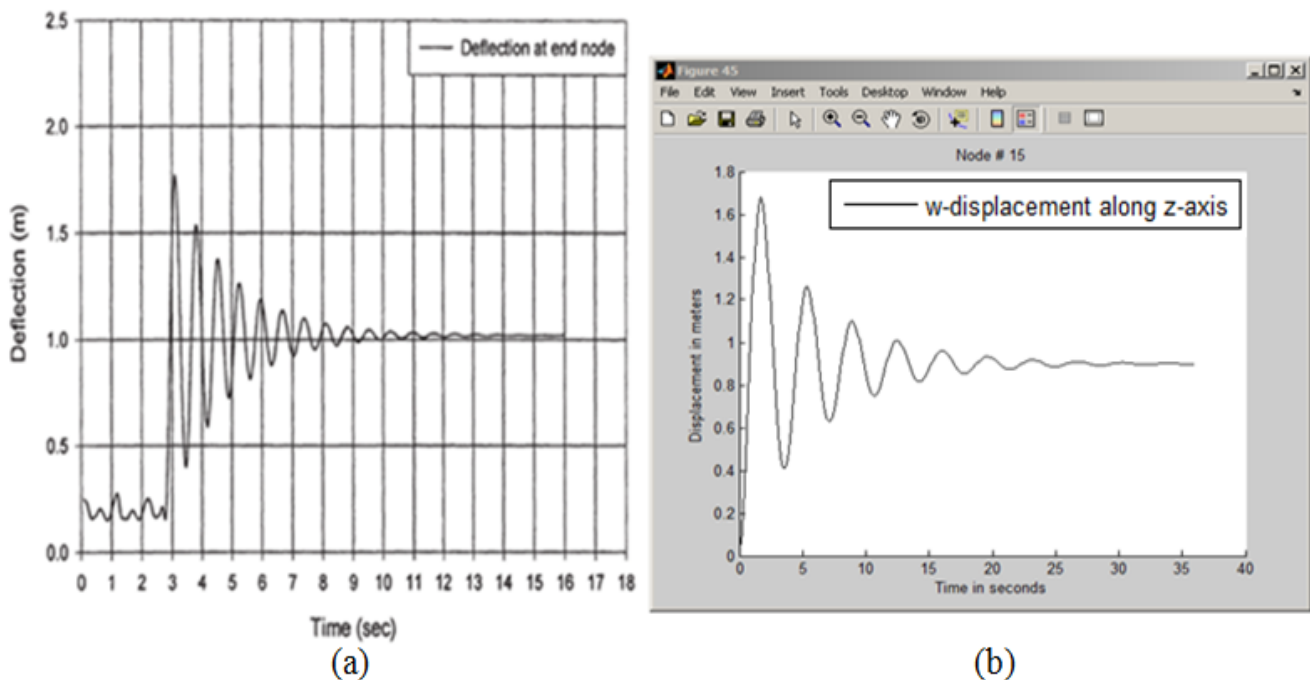 2.5
2.0
1.5
1.0
0.5
0.0
Deflection (m)
Deflection at end node
0 1 2 3 4 5 6 7 8 9 10 11 12 13 14 15 16 17 18
Time (sec)
(a)
Figure 45
File Edit View Insert Tools Desktop Window Help
Node # 15
w-displacement along z-axis
1.8
1.6
1.4
1.2
1
0.8
0.6
0.4
0.2
0
Displacement in meters
0 5 10 15 20 25 30 35 40
Time in seconds
(b)